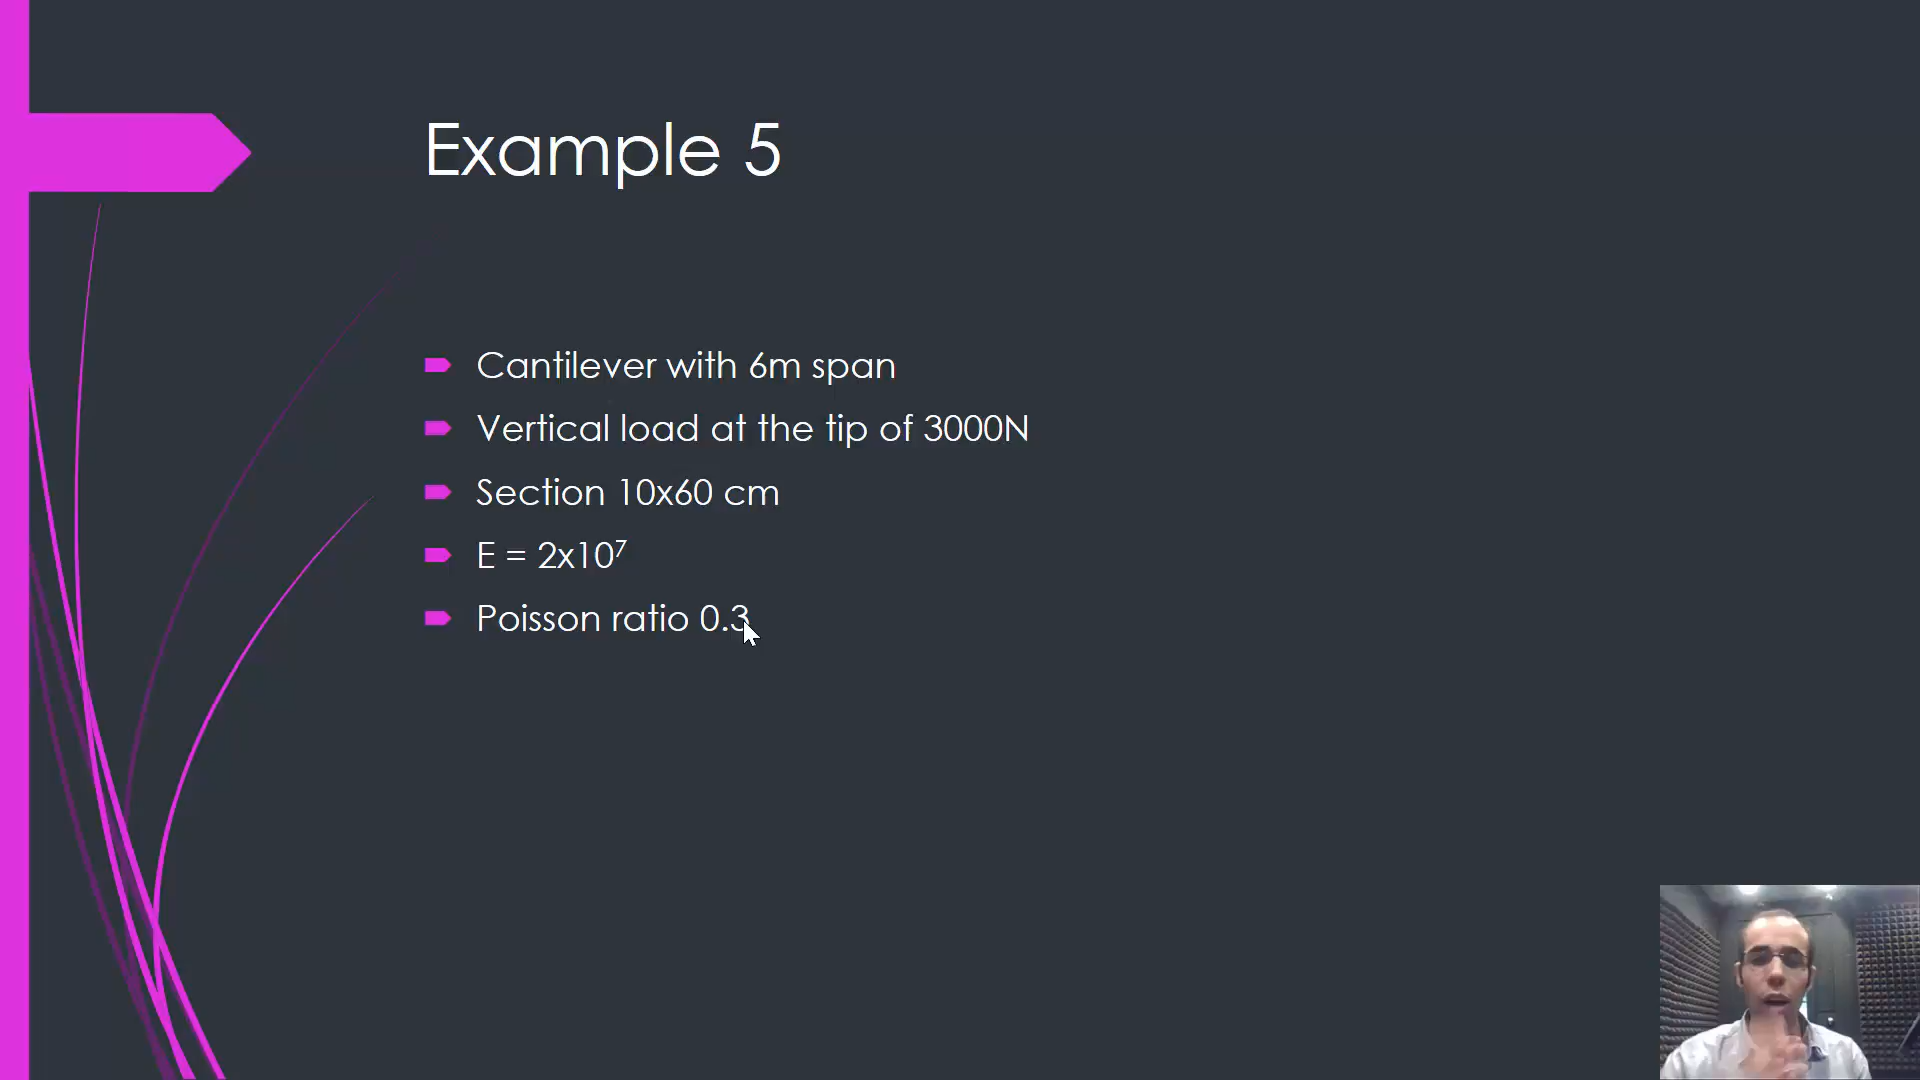 Example 5
Cantilever with 6m span
Vertical load at the tip of 3000N
Section 10x60 cm
E = 2x10⁷
Poisson ratio 0.3